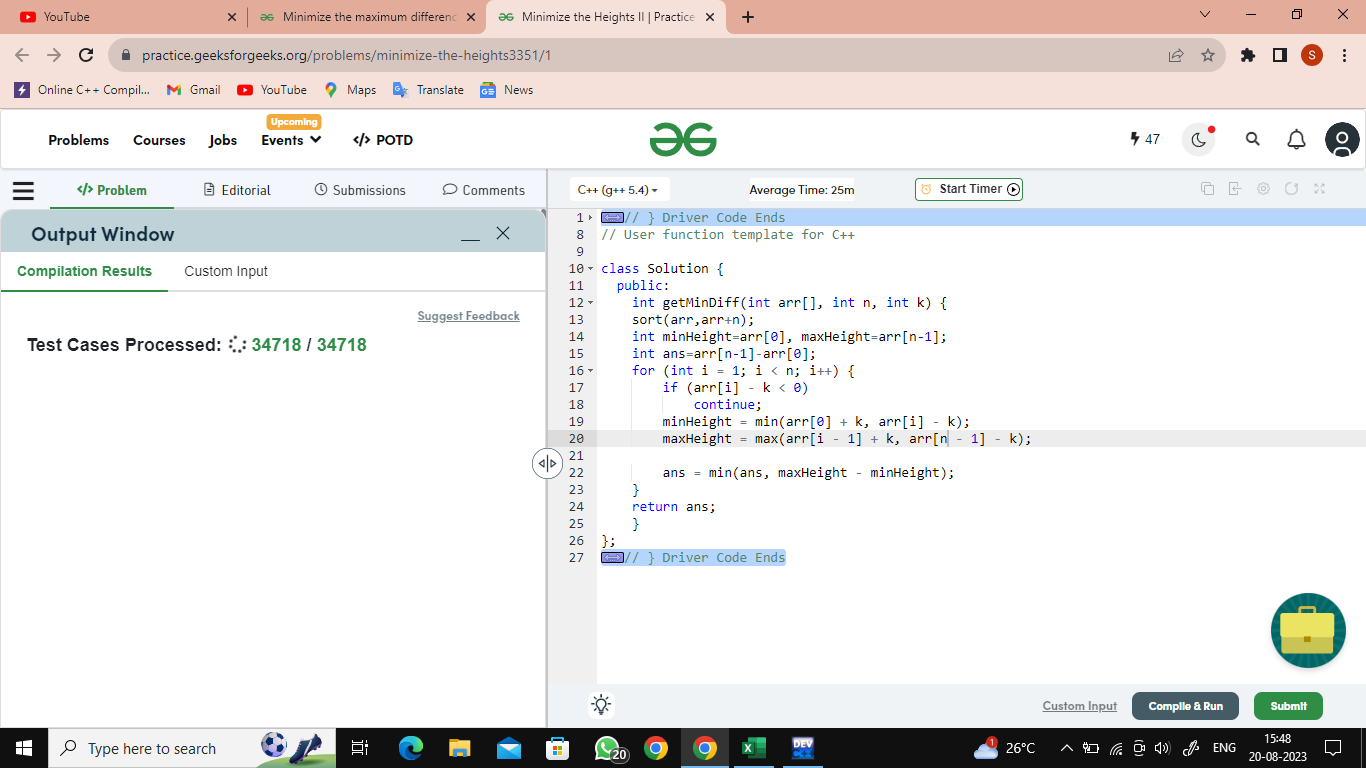 YouTube
Minimize the maximum differenc
Minimize the Heights II | Practice
practice.geeksforgeeks.org/problems/minimize-the-heights3351/1
S
Online C++ Compil...
Gmail
YouTube
Maps
Translate
News
Problems
Courses
Jobs
Upcoming
Events
</> POTD
47
</> Problem
Editorial
Submissions
Comments
C++ (g++ 5.4)
Average Time: 25m
Start Timer
Output Window
Compilation Results
Custom Input
Suggest Feedback
Test Cases Processed: 34718 / 34718
1 // } Driver Code Ends
8 // User function template for C++
9
10 class Solution {
11 public:
12 int getMinDiff(int arr[], int n, int k) {
13 sort(arr,arr+n);
14 int minHeight=arr[0], maxHeight=arr[n-1];
15 int ans=arr[n-1]-arr[0];
16 for (int i = 1; i < n; i++) {
17 if (arr[i] - k < 0)
18 continue;
19 minHeight = min(arr[0] + k, arr[i] - k);
20 maxHeight = max(arr[i - 1] + k, arr[n - 1] - k);
21
22 ans = min(ans, maxHeight - minHeight);
23 }
24 return ans;
25 }
26 };
27 // } Driver Code Ends
Custom Input
Compile & Run
Submit
Type here to search
20
DEV
1
26°C
ENG
15:48
20-08-2023